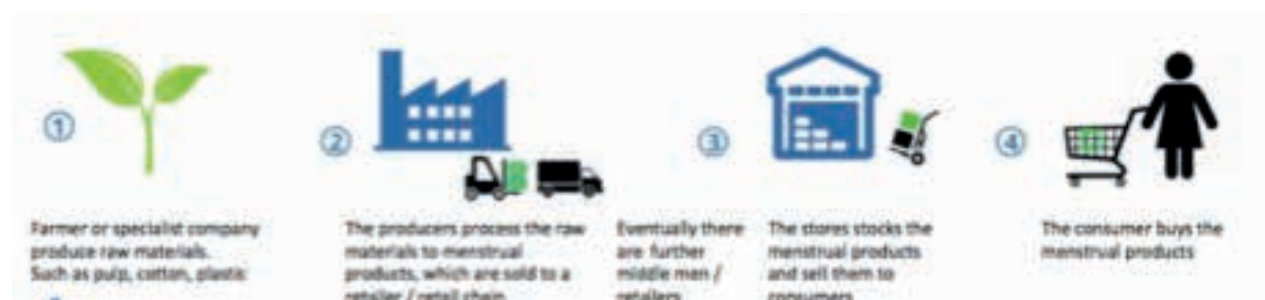 ①
Farmer or specialist company
produce raw materials.
Such as pulp, cotton, plastic
②
The producers process the raw
materials to menstrual
products, which are sold to a
retailer / retail chain
Eventually there
are further
middle men /
retailers
③
The stores stocks the
menstrual products
and sell them to
consumers
④
The consumer buys the
menstrual products